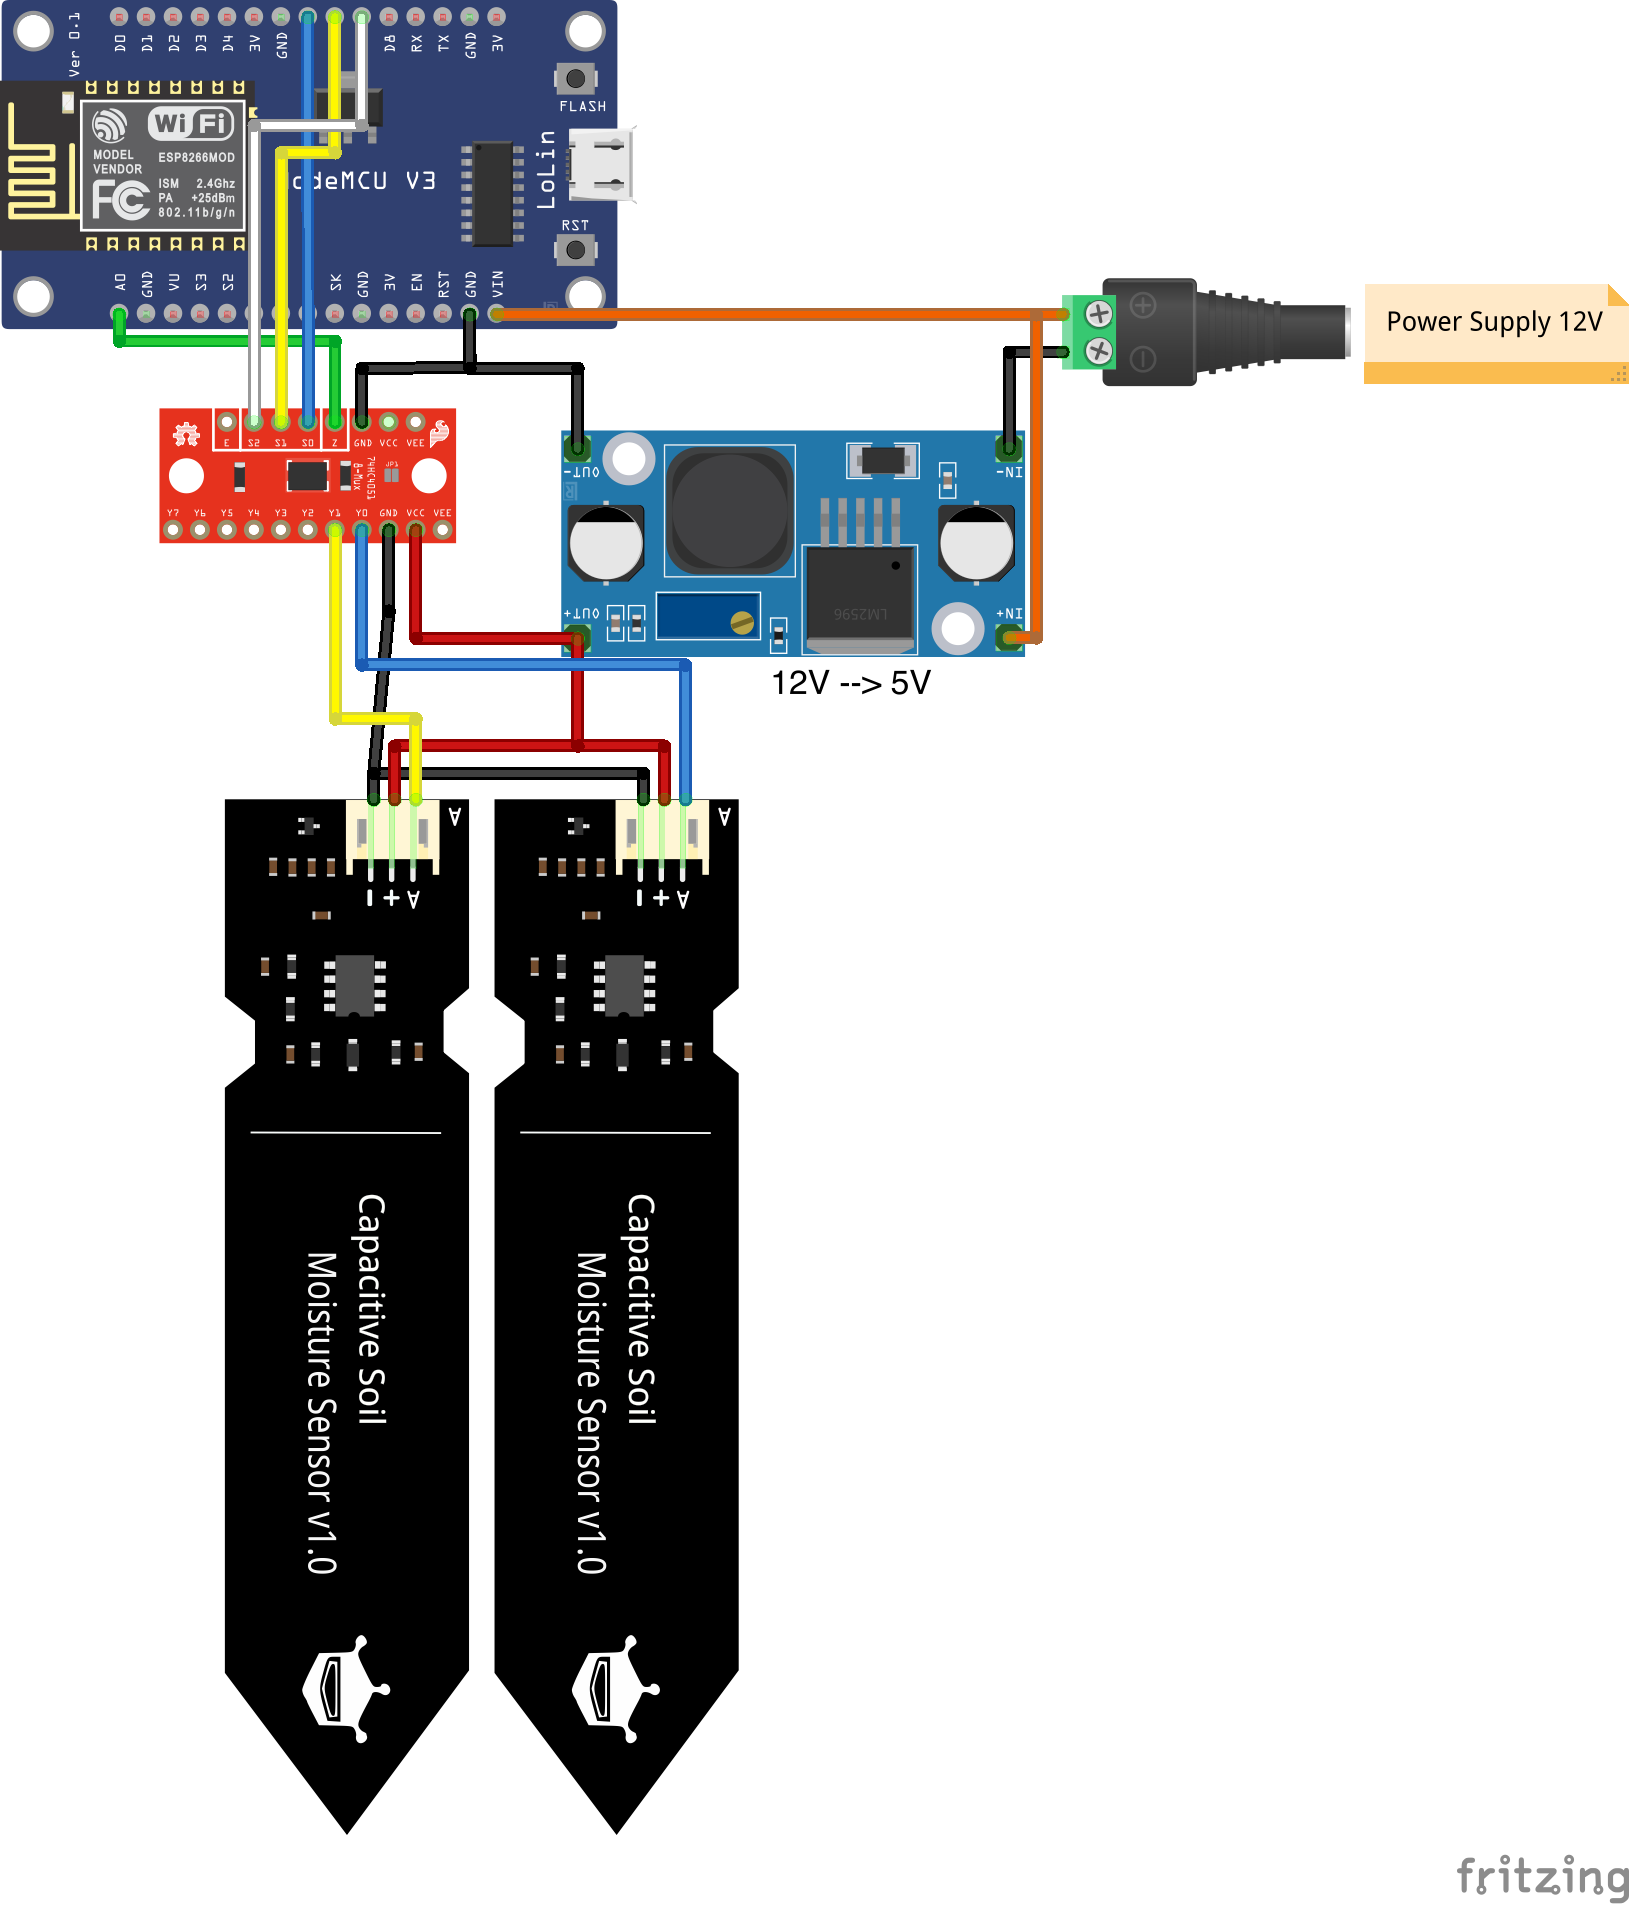 Ver 0.1
D0 D1 D2 D3 D4 3V GND D8 RX TX GND 3V
FLASH
WiFi
MODEL
VENDOR
ESP8266MOD
FC
ISM 2.4Ghz
PA +25dBm
802.11b/g/n
odeMCU V3
LoLin
RST
A0 GND VU S3 S2 SK GND 3V EN RST GND VIN
Power Supply 12V
E S2 S1 S0 Z GND VCC VEE
74HC4051
8-Mux
JP1
Y7 Y6 Y5 Y4 Y3 Y2 Y1 Y0 GND VCC VEE
OUT- IN-
LM2596
OUT+ IN+
12V --> 5V
A A
- + A - + A
Capacitive Soil
Moisture Sensor v1.0
Capacitive Soil
Moisture Sensor v1.0
fritzing